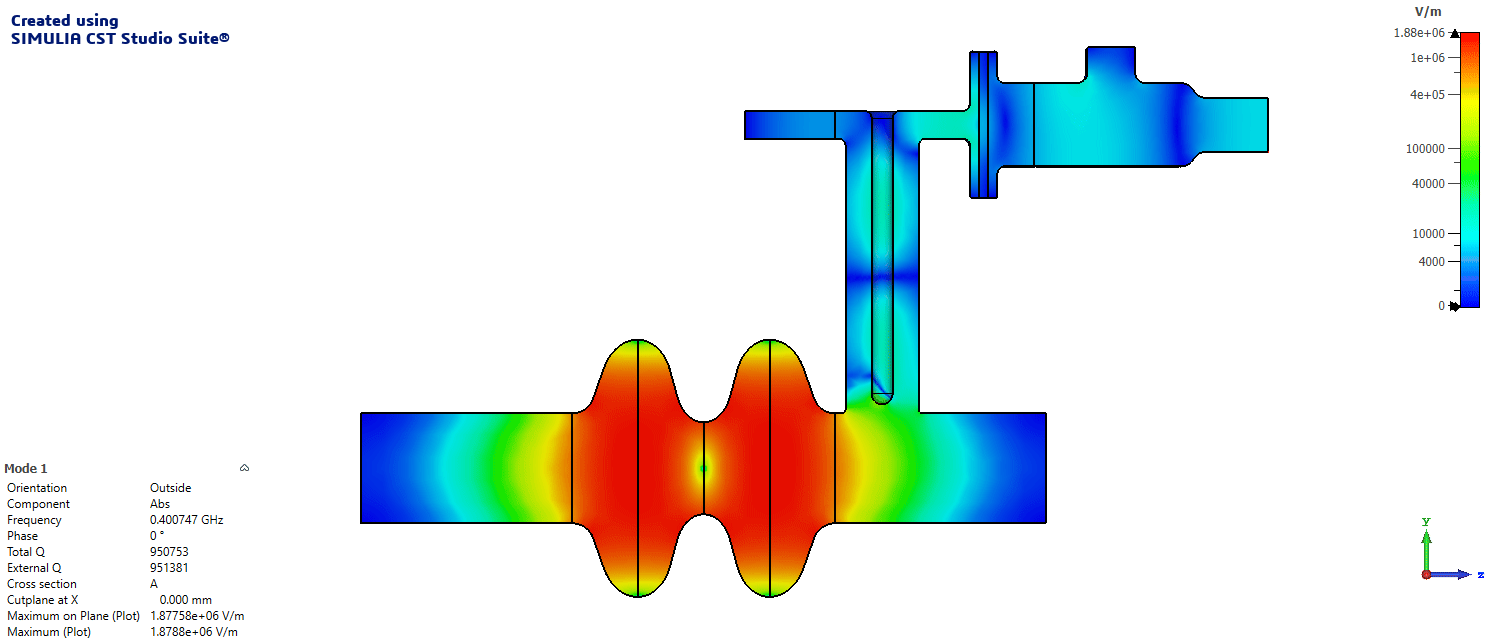 Created using
SIMULIA CST Studio Suite®
V/m
1.88e+06
1e+06
4e+05
100000
40000
10000
4000
0
Mode 1
Orientation Outside
Component Abs
Frequency 0.400747 GHz
Phase 0 °
Total Q 950753
External Q 951381
Cross section A
Cutplane at X 0.000 mm
Maximum on Plane (Plot) 1.87758e+06 V/m
Maximum (Plot) 1.8788e+06 V/m
y
z